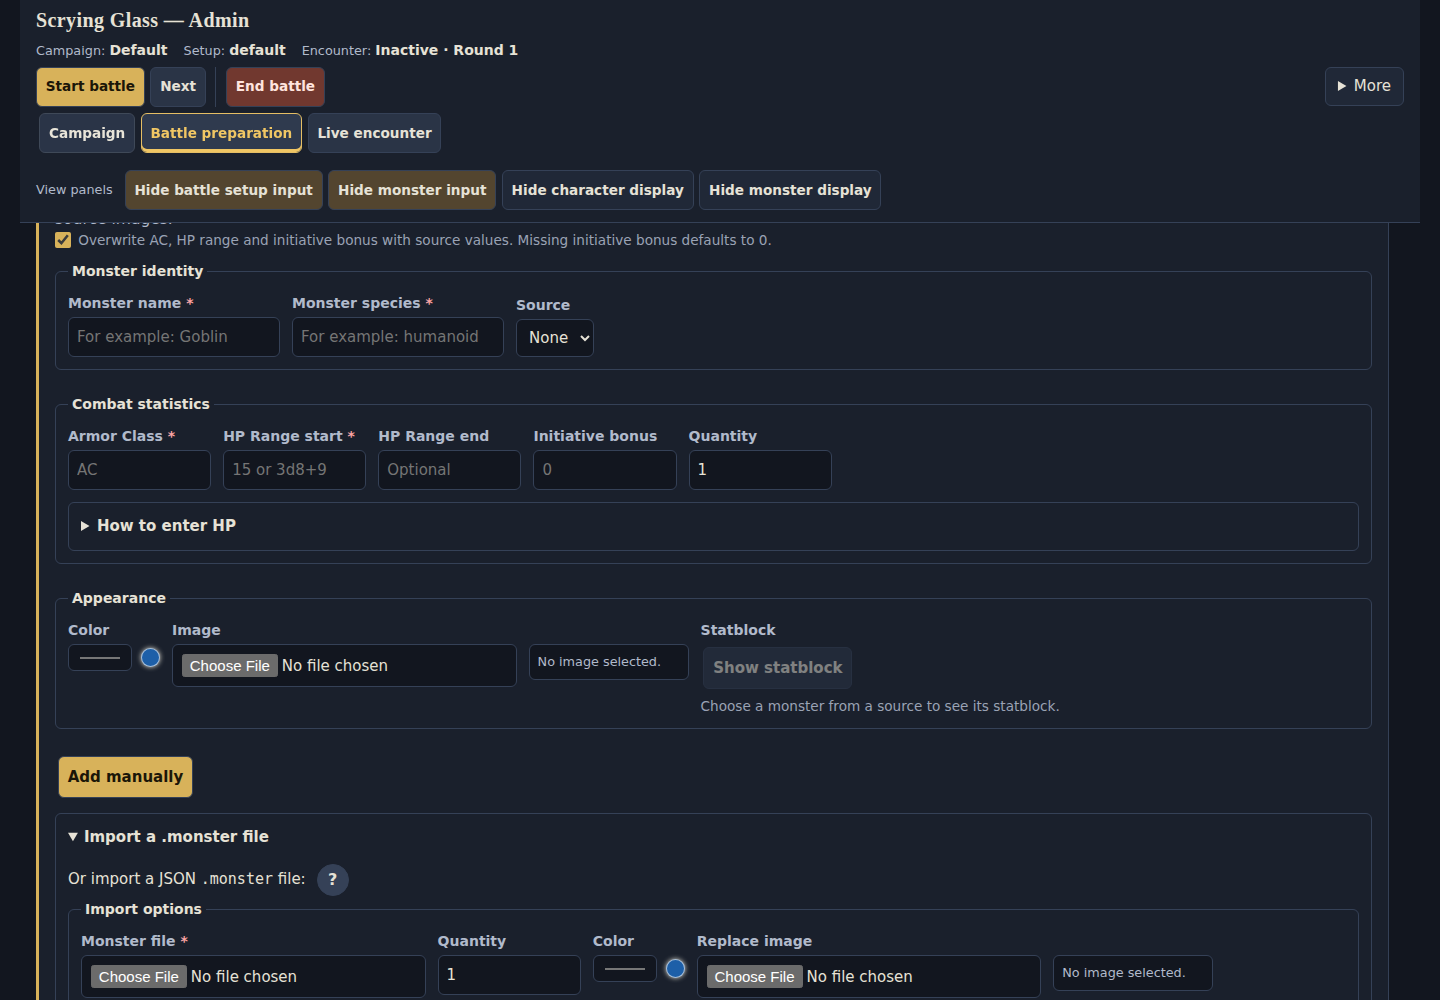 Scrying Glass — Admin
Campaign: Default Setup: default Encounter: Inactive · Round 1
Start battle Next End battle More
Campaign Battle preparation Live encounter
View panels Hide battle setup input Hide monster input Hide character display Hide monster display
Overwrite AC, HP range and initiative bonus with source values. Missing initiative bonus defaults to 0.
Monster identity
Monster name * Monster species * Source
For example: Goblin For example: humanoid None
Combat statistics
Armor Class * HP Range start * HP Range end Initiative bonus Quantity
AC 15 or 3d8+9 Optional 0 1
How to enter HP
Appearance
Color Image Statblock
Choose File No file chosen No image selected. Show statblock
Choose a monster from a source to see its statblock.
Add manually
Import a .monster file
Or import a JSON .monster file: ?
Import options
Monster file * Quantity Color Replace image
Choose File No file chosen 1 Choose File No file chosen No image selected.